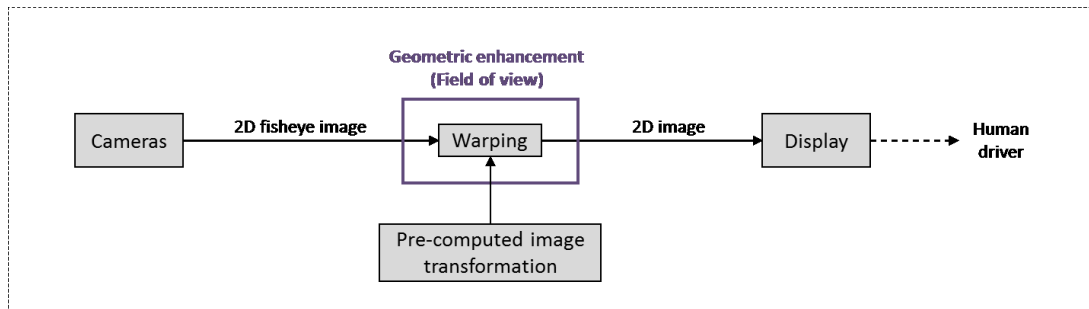 Geometric enhancement
(Field of view)
Cameras
2D fisheye image
Warping
2D image
Display
Human
driver
Pre-computed image
transformation